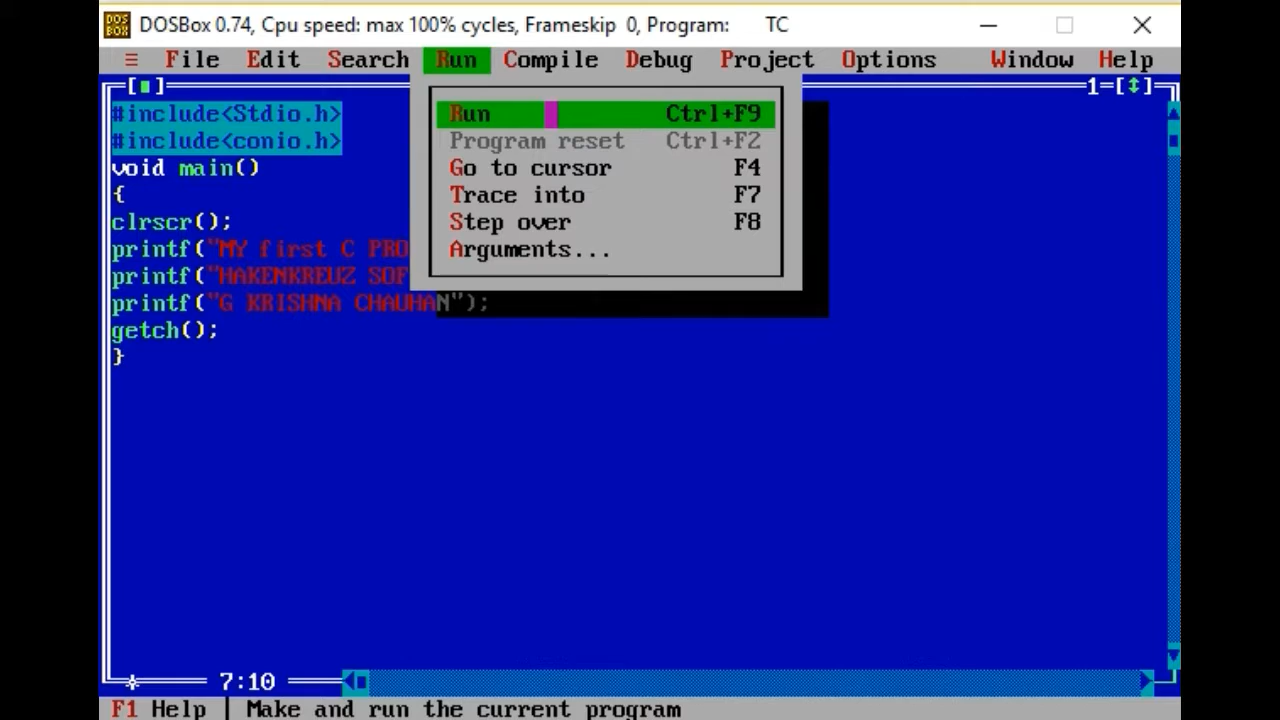 DOSBox 0.74, Cpu speed: max 100% cycles, Frameskip 0, Program: TC
≡ File Edit Search Run Compile Debug Project Options Window Help
1=[↕]
Run Ctrl+F9
Program reset Ctrl+F2
Go to cursor F4
Trace into F7
Step over F8
Arguments...
#include<Stdio.h>
#include<conio.h>
void main()
{
clrscr();
printf("MY first C PRO
printf("HAKENKREUZ SOF
printf("G KRISHNA CHAUHAN");
getch();
}
7:10
F1 Help | Make and run the current program